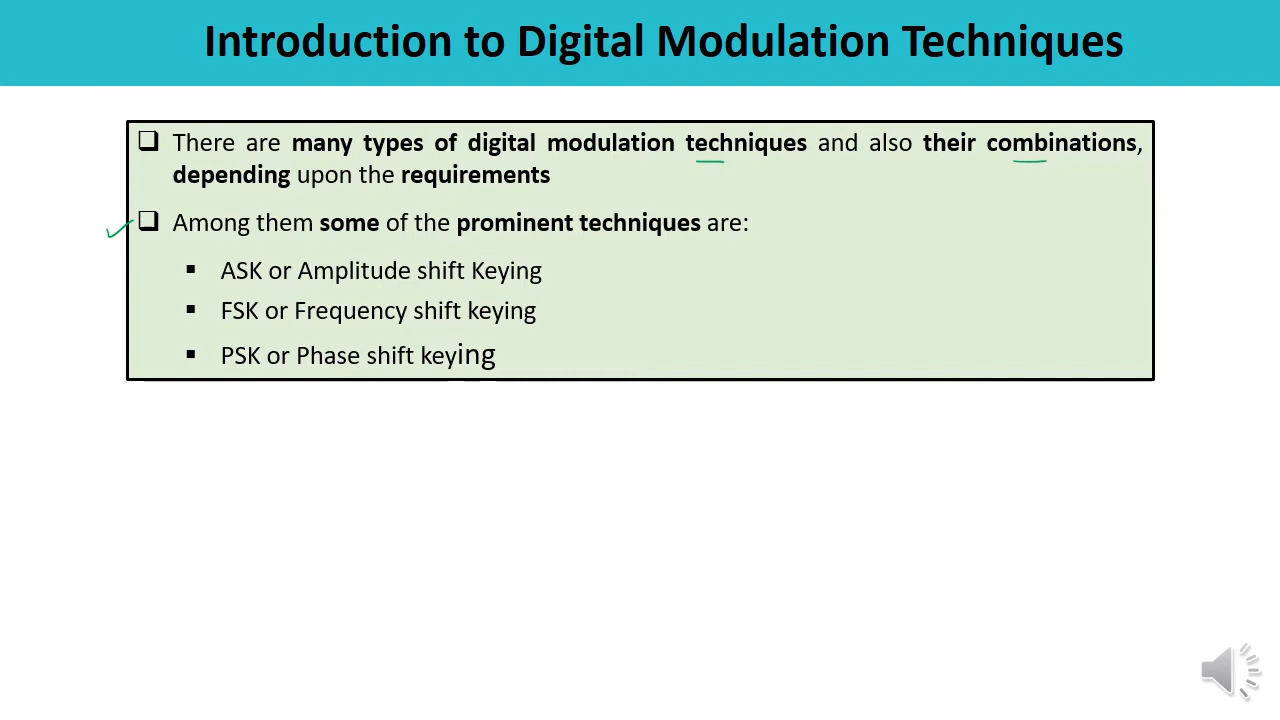 Introduction to Digital Modulation Techniques
There are many types of digital modulation techniques and also their combinations,
depending upon the requirements
Among them some of the prominent techniques are:
ASK or Amplitude shift Keying
FSK or Frequency shift keying
PSK or Phase shift keying